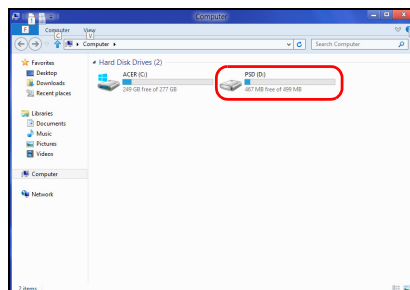 Computer
F Computer View
C V
Computer
Search Computer
Favorites
Desktop
Downloads
Recent places
Libraries
Documents
Music
Pictures
Videos
Computer
Network
Hard Disk Drives (2)
ACER (C:)
249 GB free of 277 GB
PSD (D:)
467 MB free of 499 MB
2 items